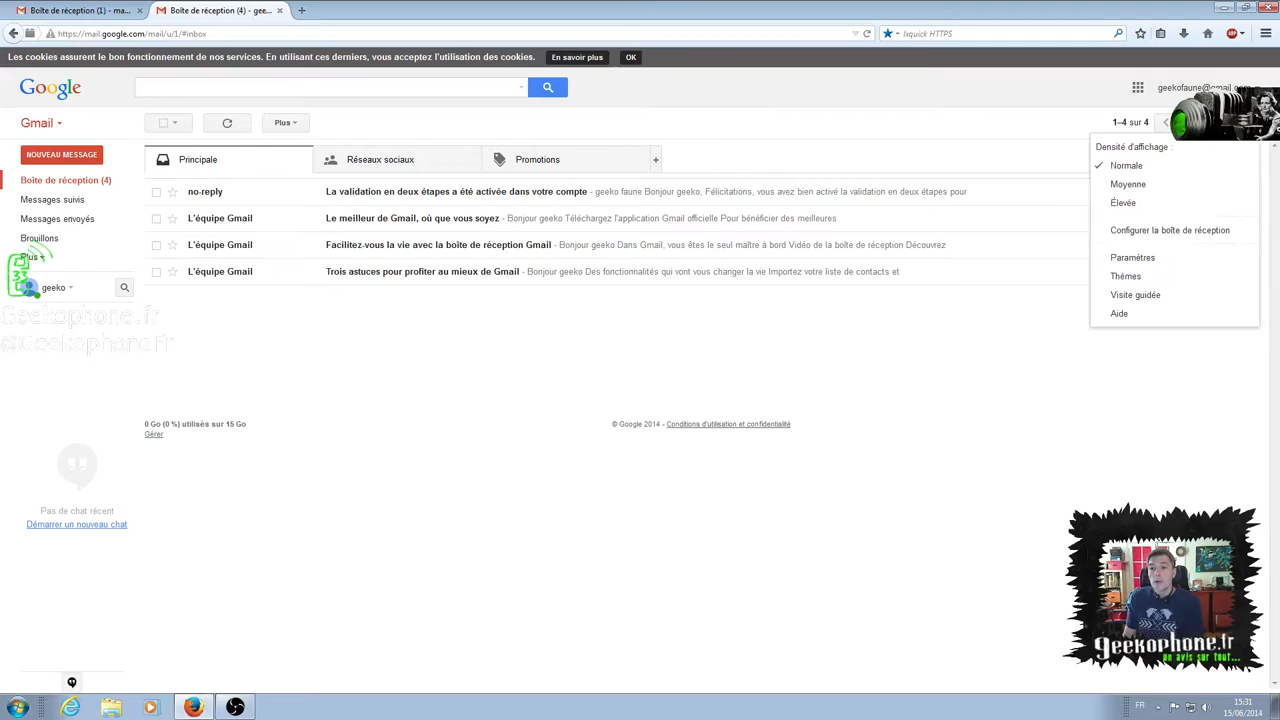 Boîte de réception (1) - ma...
Boîte de réception (4) - gee...
https://mail.google.com/mail/u/1/#inbox
Ixquick HTTPS
Les cookies assurent le bon fonctionnement de nos services. En utilisant ces derniers, vous acceptez l'utilisation des cookies.
En savoir plus
OK
Google
geekofaune@gmail.com
Gmail
Plus
1–4 sur 4
NOUVEAU MESSAGE
Principale
Réseaux sociaux
Promotions
Boîte de réception (4)
Messages suivis
Messages envoyés
Brouillons
Plus
geeko
Geekophone.fr
@GeekophoneFr
no-reply
La validation en deux étapes a été activée dans votre compte - geeko faune Bonjour geeko, Félicitations, vous avez bien activé la validation en deux étapes pour
L'équipe Gmail
Le meilleur de Gmail, où que vous soyez - Bonjour geeko Téléchargez l'application Gmail officielle Pour bénéficier des meilleures
L'équipe Gmail
Facilitez-vous la vie avec la boîte de réception Gmail - Bonjour geeko Dans Gmail, vous êtes le seul maître à bord Vidéo de la boîte de réception Découvrez
L'équipe Gmail
Trois astuces pour profiter au mieux de Gmail - Bonjour geeko Des fonctionnalités qui vont vous changer la vie Importez votre liste de contacts et
Densité d'affichage :
Normale
Moyenne
Élevée
Configurer la boîte de réception
Paramètres
Thèmes
Visite guidée
Aide
0 Go (0 %) utilisés sur 15 Go
Gérer
© Google 2014 - Conditions d'utilisation et confidentialité
Pas de chat récent
Démarrer un nouveau chat
geekophone.fr
un avis sur tout...
FR
15:31
15/06/2014